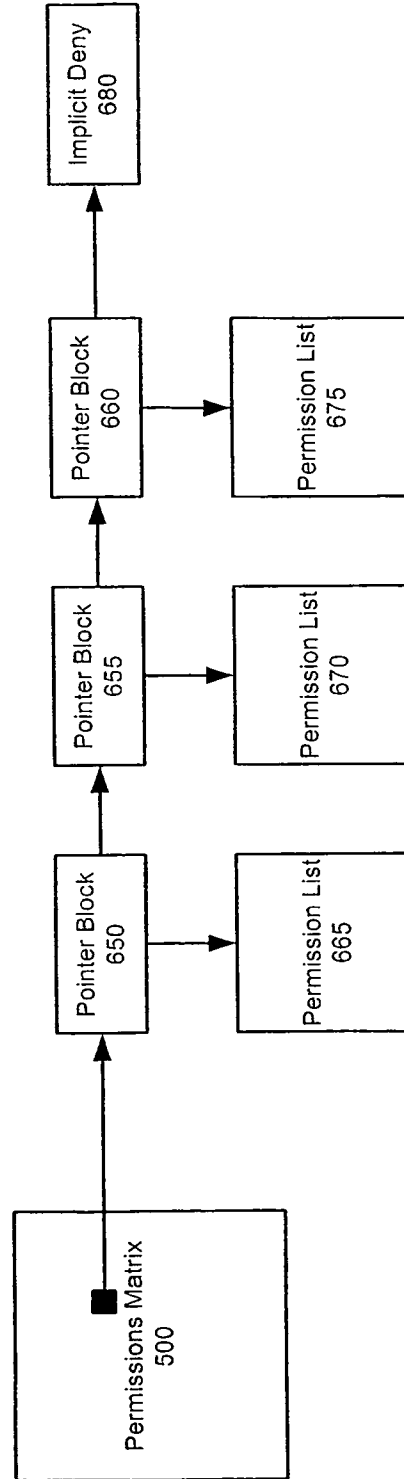 Permissions Matrix
500
Pointer Block
650
Permission List
665
Pointer Block
655
Permission List
670
Pointer Block
660
Permission List
675
Implicit Deny
680